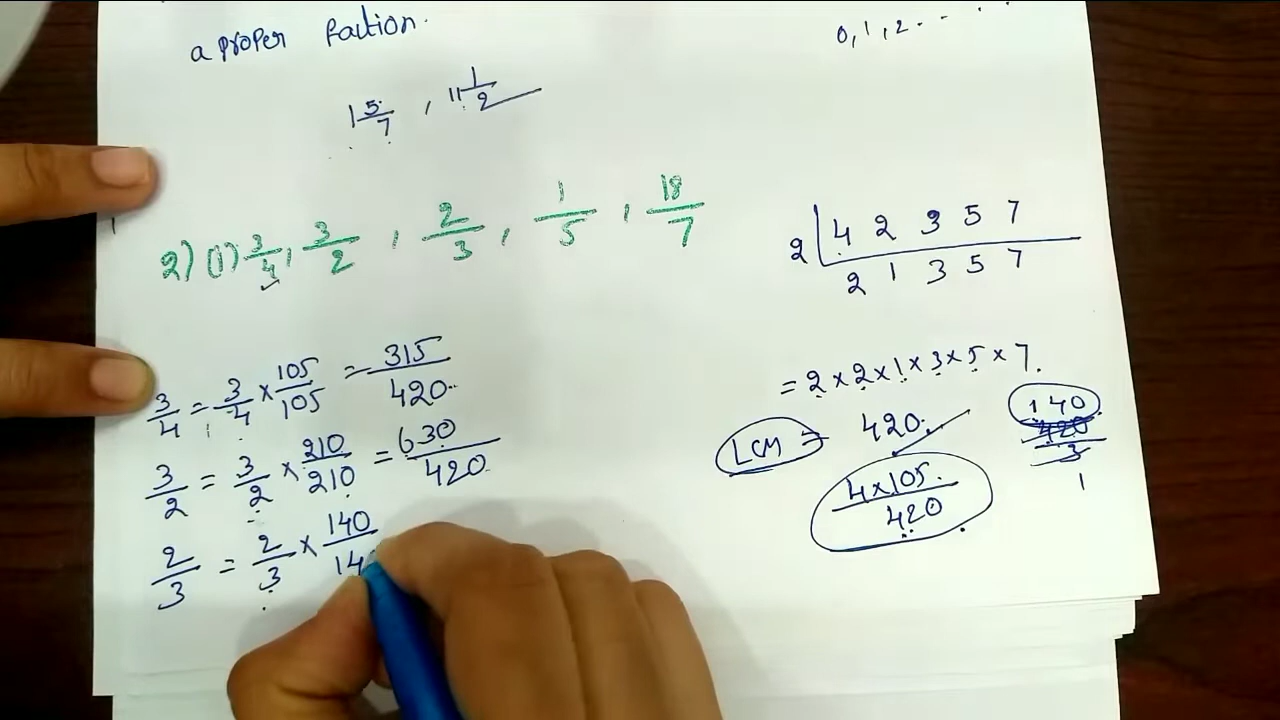 a proper faction.
0, 1, 2 - - . .
1 5/7 , 11 1/2
2) (1) 3/4, 3/2 , 2/3 , 1/5 , 18/7
2 | 4 2 3 5 7
2 1 3 5 7
= 2 × 2 × 1 × 3 × 5 × 7.
LCM = 420.
4 × 105. / 420
140
420 / 3
1
3/4 = 3/4 × 105/105 = 315/420
3/2 = 3/2 × 210/210 = 630/420
2/3 = 2/3 × 140/14